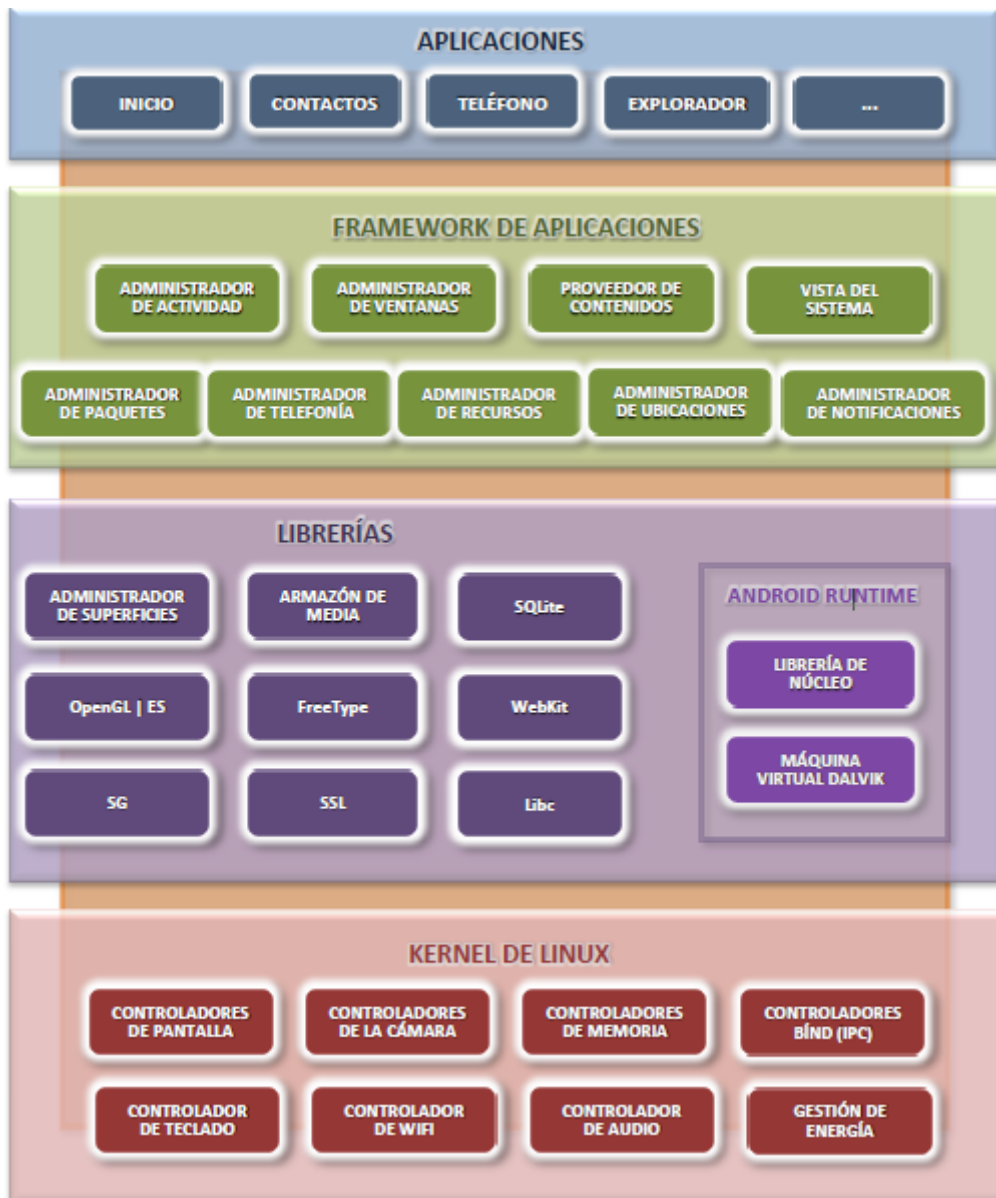 APLICACIONES
INICIO
CONTACTOS
TELÉFONO
EXPLORADOR
...
FRAMEWORK DE APLICACIONES
ADMINISTRADOR
DE ACTIVIDAD
ADMINISTRADOR
DE VENTANAS
PROVEEDOR DE
CONTENIDOS
VISTA DEL
SISTEMA
ADMINISTRADOR
DE PAQUETES
ADMINISTRADOR
DE TELEFONÍA
ADMINISTRADOR
DE RECURSOS
ADMINISTRADOR
DE UBICACIONES
ADMINISTRADOR
DE NOTIFICACIONES
LIBRERÍAS
ADMINISTRADOR
DE SUPERFICIES
ARMAZÓN DE
MEDIA
SQLite
OpenGL | ES
FreeType
WebKit
SG
SSL
Libc
ANDROID RUNTIME
LIBRERÍA DE
NÚCLEO
MÁQUINA
VIRTUAL DALVIK
KERNEL DE LINUX
CONTROLADORES
DE PANTALLA
CONTROLADORES
DE LA CÁMARA
CONTROLADORES
DE MEMORIA
CONTROLADORES
BÍND (IPC)
CONTROLADOR
DE TECLADO
CONTROLADOR
DE WIFI
CONTROLADOR
DE AUDIO
GESTIÓN DE
ENERGÍA